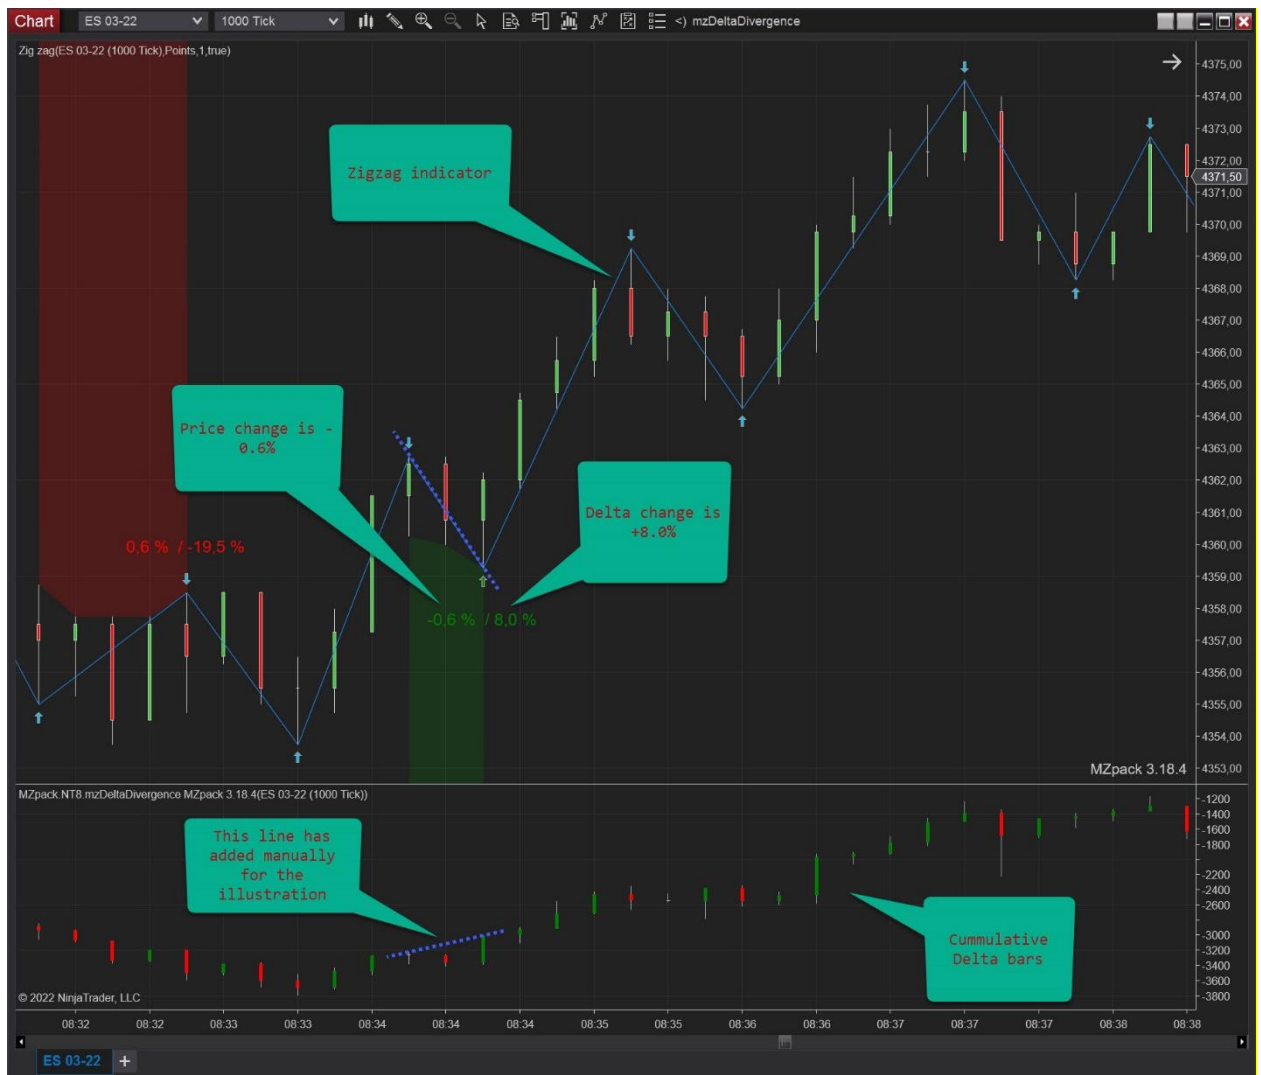 Chart ES 03-22 1000 Tick <) mzDeltaDivergence
Zig zag(ES 03-22 (1000 Tick),Points,1,true)
4375,00
4374,00
4373,00
4372,00
4371,50
4371,00
4370,00
4369,00
4368,00
4367,00
4366,00
4365,00
4364,00
4363,00
4362,00
4361,00
4360,00
4359,00
4358,00
4357,00
4356,00
4355,00
4354,00
4353,00
Zigzag indicator
Price change is -
0.6%
Delta change is
+8.0%
0,6 % / -19,5 %
-0,6 % / 8,0 %
MZpack 3.18.4
MZpack.NT8.mzDeltaDivergence MZpack 3.18.4(ES 03-22 (1000 Tick))
-1200
-1400
-1600
-1800
-2200
-2400
-2600
-3000
-3200
-3400
-3600
-3800
This line has
added manually
for the
illustration
Cummulative
Delta bars
© 2022 NinjaTrader, LLC
08:32 08:32 08:33 08:33 08:34 08:34 08:34 08:35 08:35 08:36 08:36 08:37 08:37 08:37 08:38 08:38
ES 03-22 +